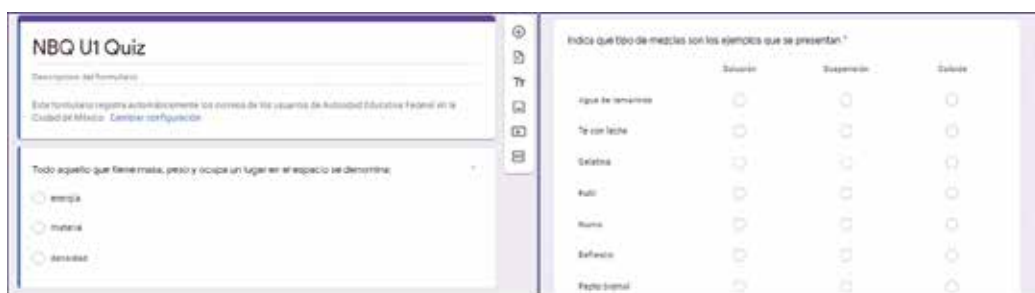 NBQ U1 Quiz
Descripción del formulario
Este formulario registra automáticamente los correos de los usuarios de Autoridad Educativa Federal en la
Ciudad de México. Cambiar configuración
Todo aquello que tiene masa, peso y ocupa un lugar en el espacio se denomina: *
energía
materia
densidad
Tr
Indica qué tipo de mezclas son los ejemplos que se presentan. *
Solución Suspensión Coloide
Agua de tamarindo
Te con leche
Gelatina
Humo
Pepto bismol